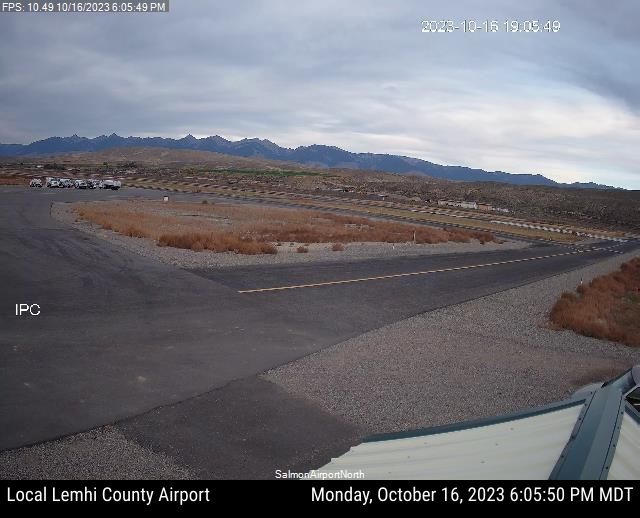 FPS: 10.49 10/16/2023 6:05:49 PM
2023-10-16 19:05:49
IPC
SalmonAirportNorth
Local Lemhi County Airport Monday, October 16, 2023 6:05:50 PM MDT